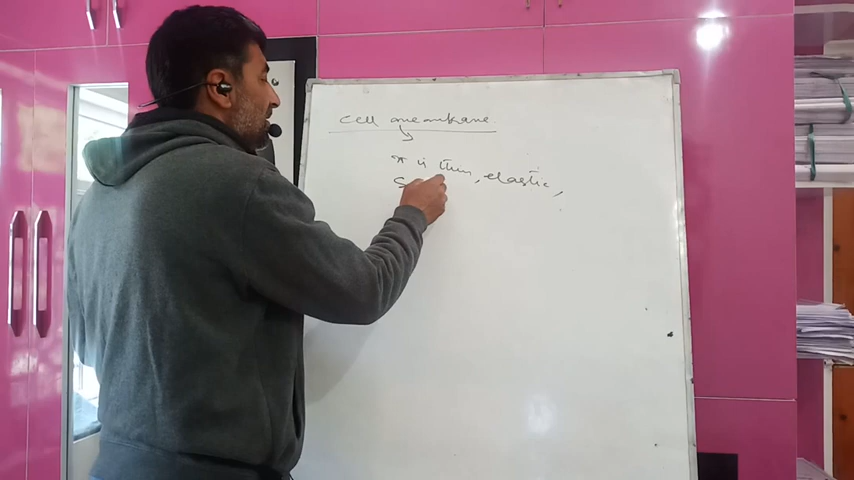 Cell membrane.
It is thin, elastic,
S